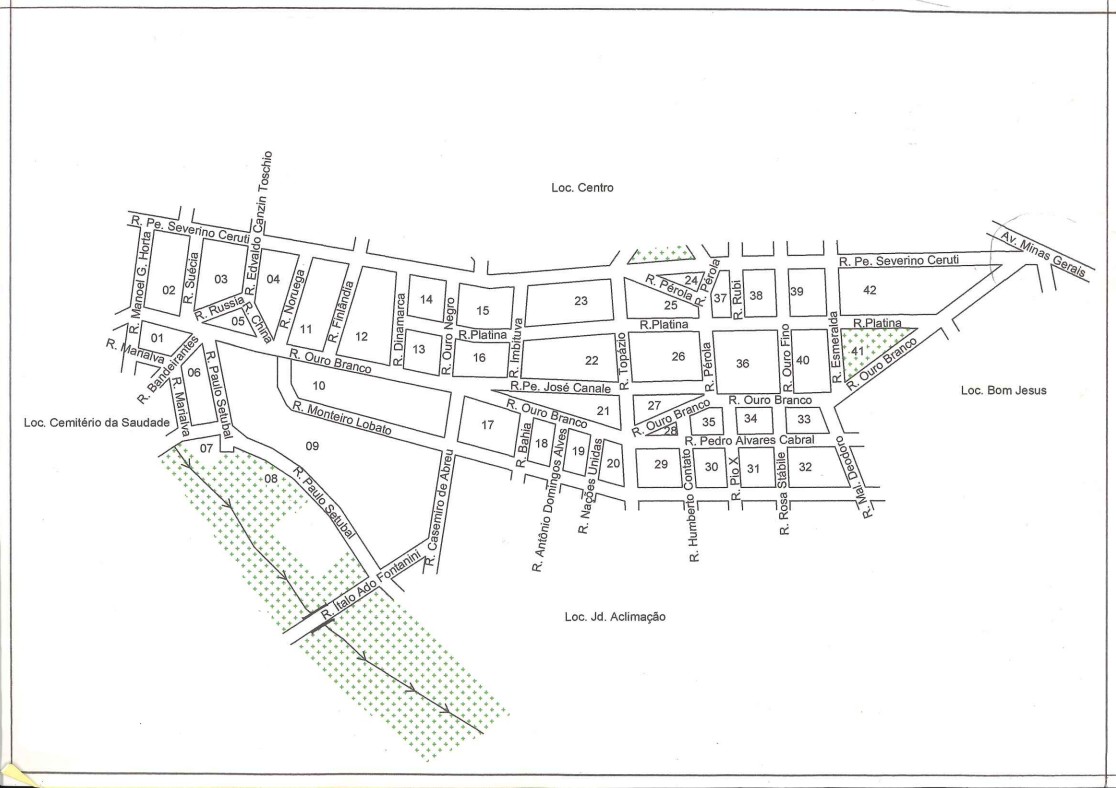 Loc. Centro
Av. Minas Gerais
R. Pe. Severino Ceruti
R. Edvaldo Canzin Toschio
R. Pe. Severino Ceruti
R. Manoel G. Horta
02
R. Suécia
03
04
R. Noruega
R. Finlândia
R. Russia
05
R. China
11
12
R. Dinamarca
14
13
R. Ouro Negro
15
R.Platina
16
R. Imbituva
23
22
R. Topázio
24
R. Pérola
25
R. Pérola
37
R. Rubi
38
39
42
R.Platina
26
R. Pérola
36
R. Ouro Fino
40
R. Esmeralda
R.Platina
41
R. Ouro Branco
01
R. Marialva
R. Bandeirantes
06
R. Marialva
R. Paulo Setubal
R. Ouro Branco
10
R. Monteiro Lobato
R.Pe. José Canale
R. Ouro Branco
21
27
R. Ouro Branco
28
R. Ouro Branco
35
34
33
R. Pedro Alvares Cabral
Loc. Bom Jesus
Loc. Cemitério da Saudade
07
08
09
R. Paulo Setubal
17
R. Bahia
18
R. Antônio Domingos Alves
19
R. Nações Unidas
20
29
R. Humberto Contato
30
R. Pio X
31
R. Rosa Stábile
32
R. Mal. Deodoro
R. Casemiro de Abreu
R. Italo Ado Fontanini
Loc. Jd. Aclimação